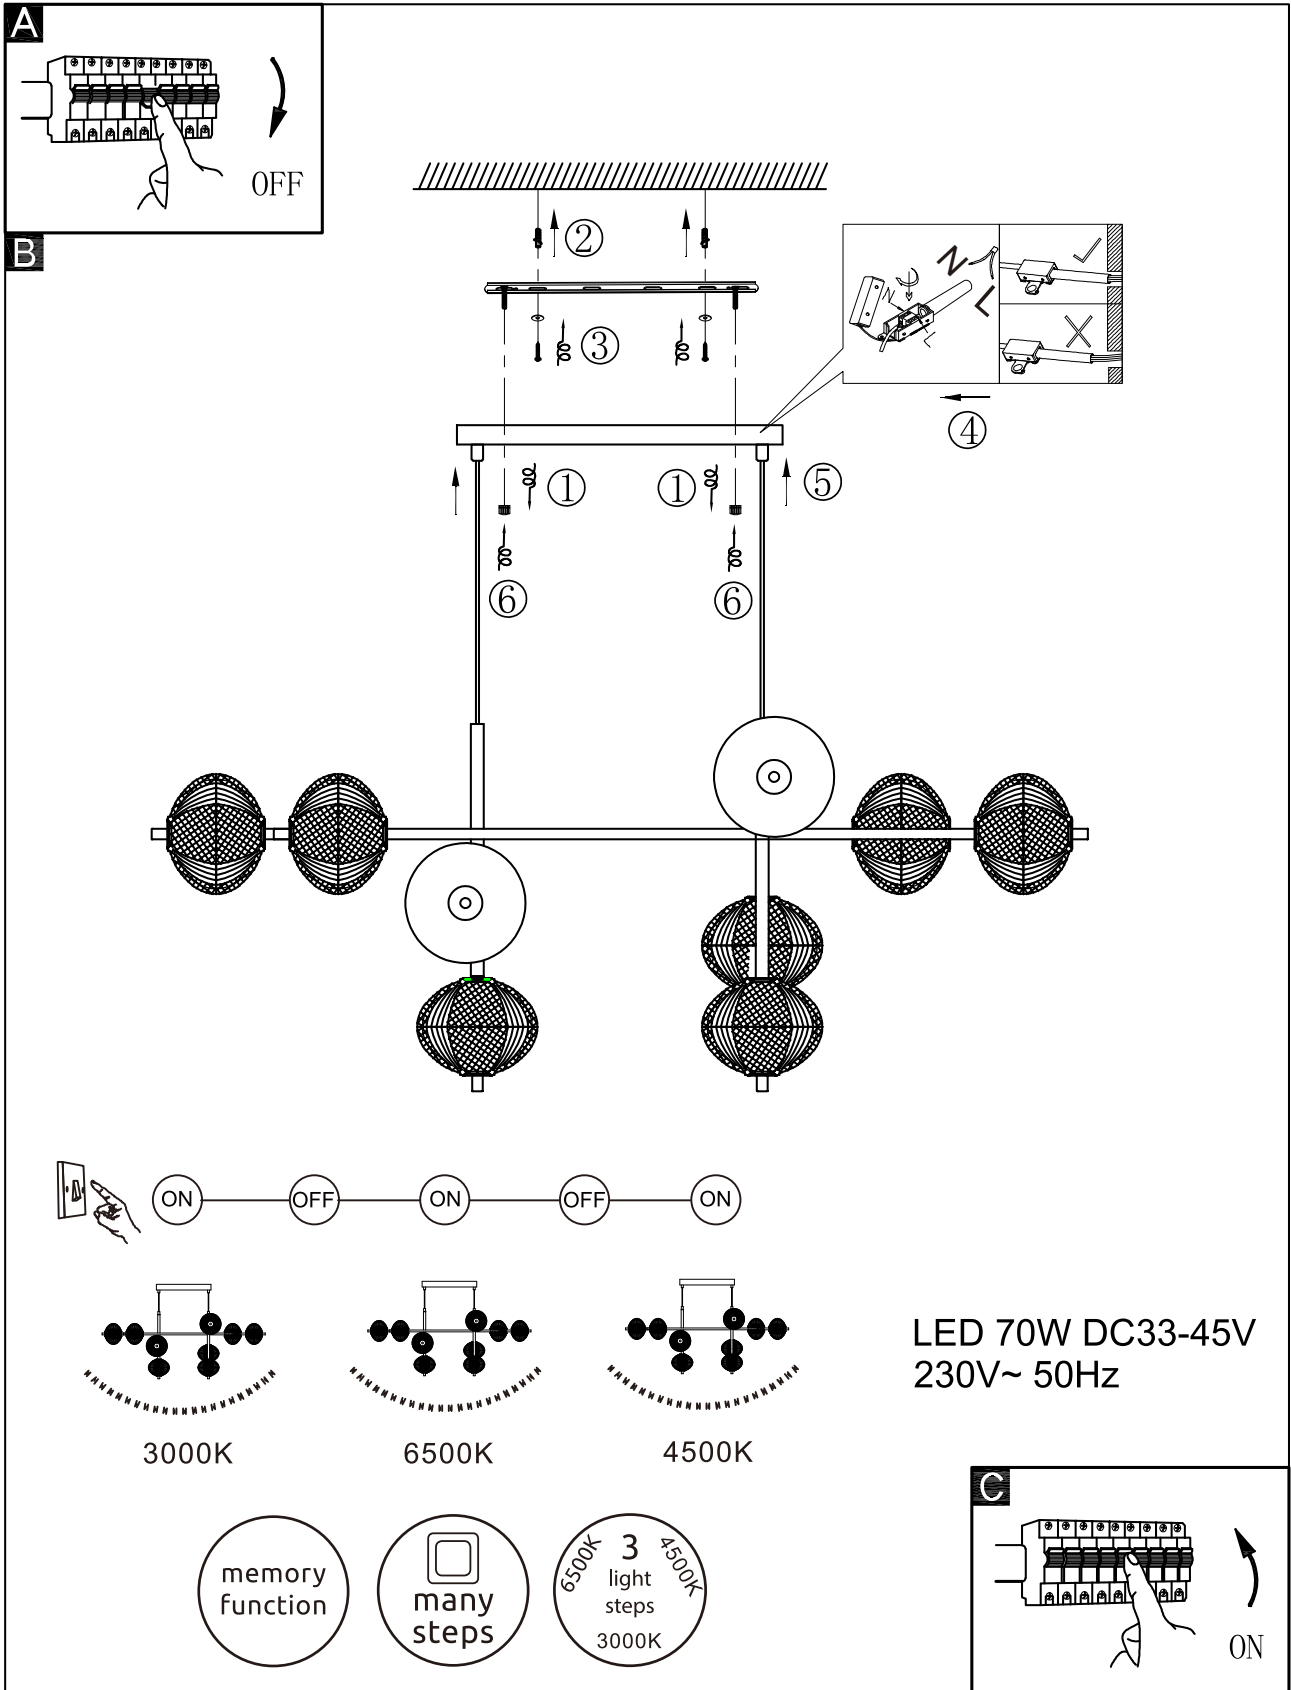 A
OFF
B
②
③
N
L
N
L
④
① ① ⑤
⑥ ⑥
ON OFF ON OFF ON
3000K 6500K 4500K
LED 70W DC33-45V
230V~ 50Hz
memory
function
many
steps
6500K 3 4500K
light
steps
3000K
C
ON